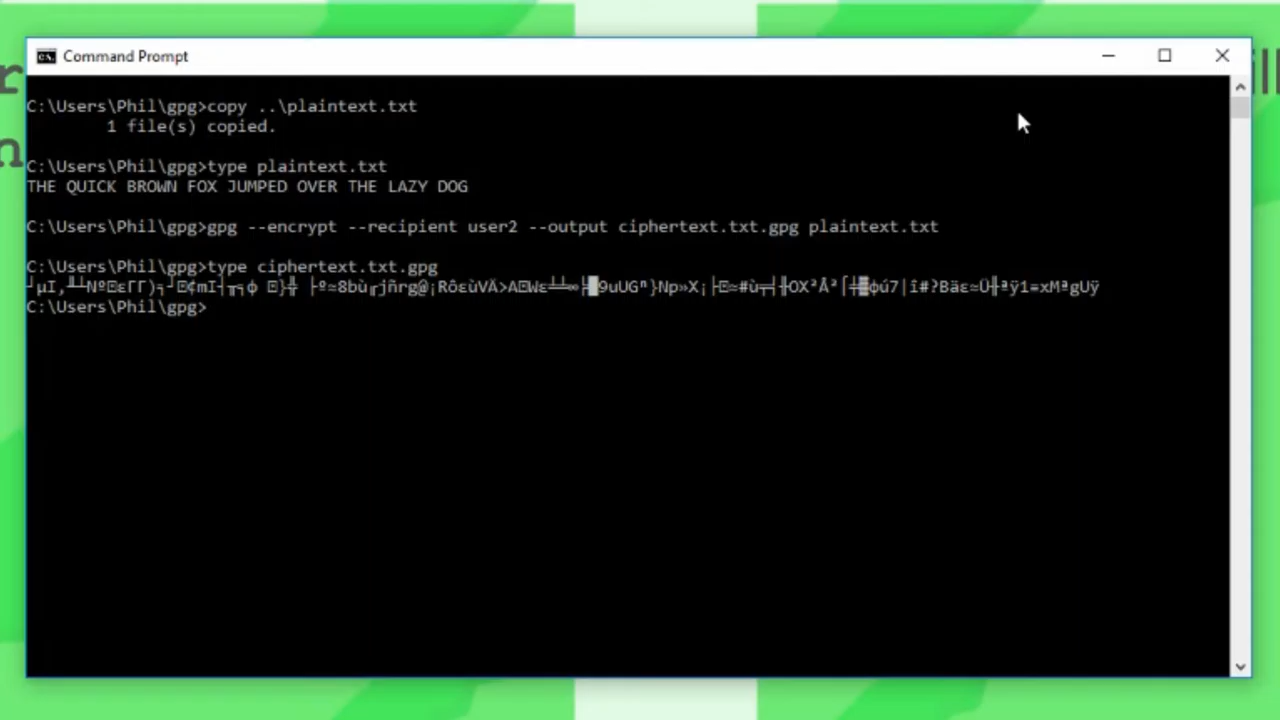 Command Prompt
C:\Users\Phil\gpg>copy ..\plaintext.txt
1 file(s) copied.
C:\Users\Phil\gpg>type plaintext.txt
THE QUICK BROWN FOX JUMPED OVER THE LAZY DOG
C:\Users\Phil\gpg>gpg --encrypt --recipient user2 --output ciphertext.txt.gpg plaintext.txt
C:\Users\Phil\gpg>type ciphertext.txt.gpg
C:\Users\Phil\gpg>